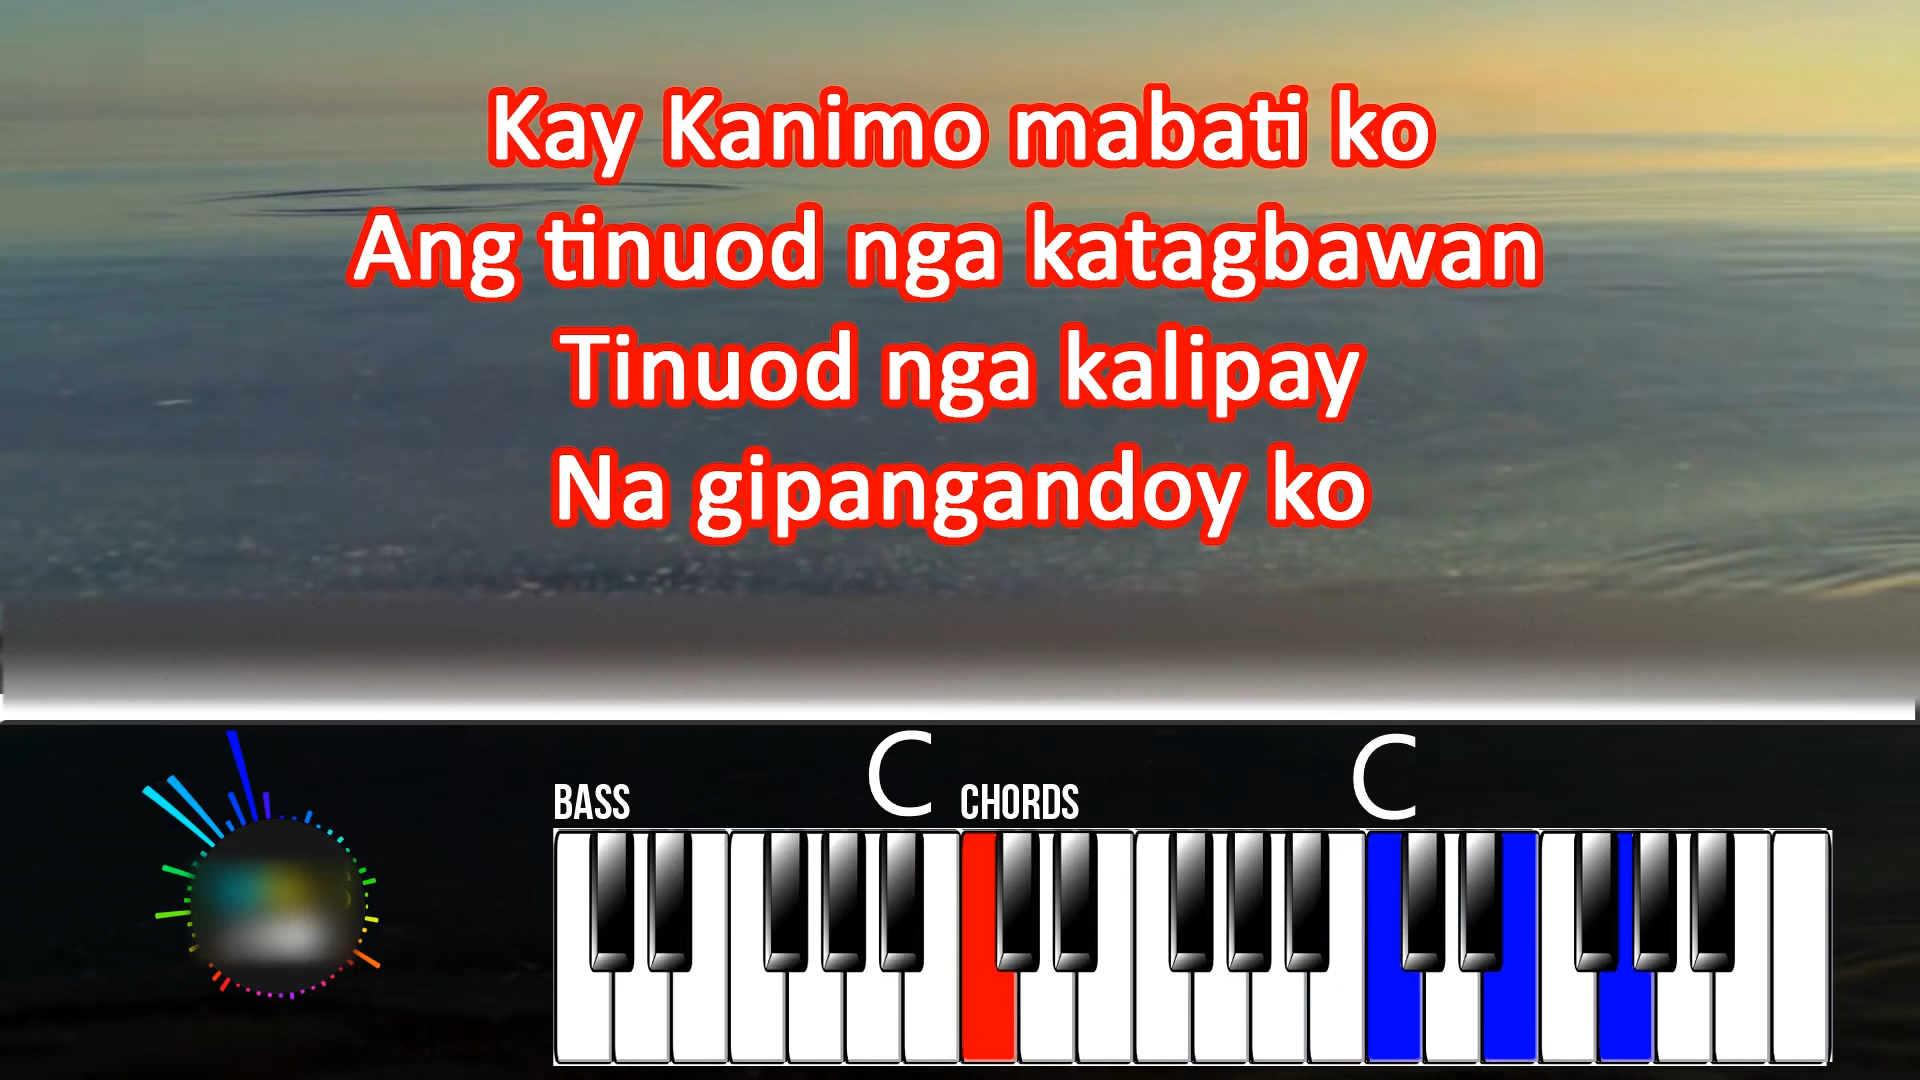 Kay Kanimo mabati ko
Ang tinuod nga katagbawan
Tinuod nga kalipay
Na gipangandoy ko
BASS C CHORDS C